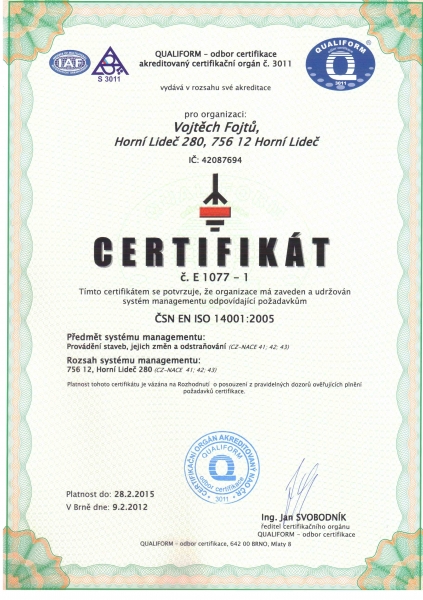 IAF
S 3011
QUALIFORM – odbor certifikace
akreditovaný certifikační orgán č. 3011
QUALIFORM
Q
3011
vydává v rozsahu své akreditace
pro organizaci:
Vojtěch Fojtů,
Horní Lideč 280, 756 12 Horní Lideč
IČ: 42087694
CERTIFIKÁT
č. E 1077 – 1
Tímto certifikátem se potvrzuje, že organizace má zaveden a udržován
systém managementu odpovídající požadavkům
ČSN EN ISO 14001:2005
Předmět systému managementu:
Provádění staveb, jejich změn a odstraňování (CZ-NACE 41; 42; 43)
Rozsah systému managementu:
756 12, Horní Lideč 280 (CZ-NACE 41; 42; 43)
Platnost tohoto certifikátu je vázána na Rozhodnutí o posouzení z pravidelných dozorů ověřujících plnění
požadavků certifikace.
CERTIFIKAČNÍ ORGÁN AKREDITOVANÝ NAO ČR
QUALIFORM
Q
odbor certifikace
3011
Platnost do: 28.2.2015
V Brně dne: 9.2.2012
Ing. Jan SVOBODNÍK
ředitel certifikačního orgánu
QUALIFORM – odbor certifikace
QUALIFORM – odbor certifikace, 642 00 BRNO, Mlaty 8